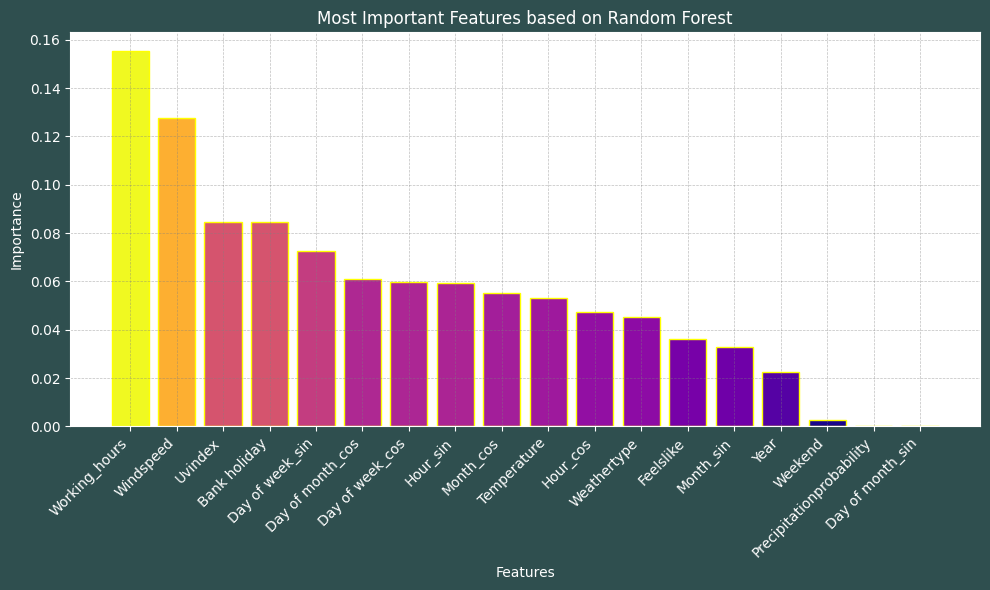 Most Important Features based on Random Forest
Importance
0.16
0.14
0.12
0.10
0.08
0.06
0.04
0.02
0.00
Working_hours
Windspeed
Uvindex
Bank holiday
Day of week_sin
Day of month_cos
Day of week_cos
Hour_sin
Month_cos
Temperature
Hour_cos
Weathertype
Feelslike
Month_sin
Year
Weekend
Precipitationprobability
Day of month_sin
Features